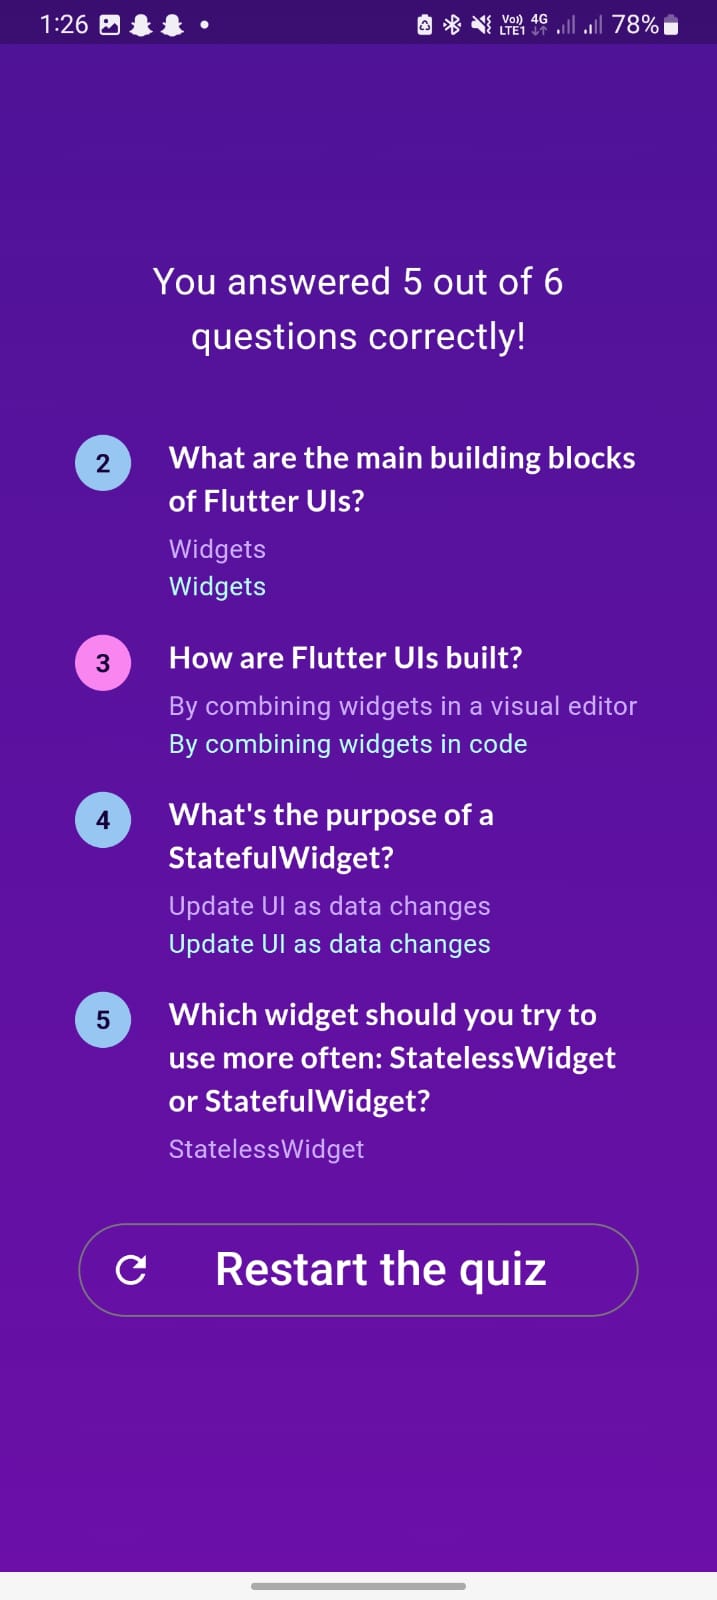 1:26 Vo)) 4G LTE1 78%
You answered 5 out of 6
questions correctly!
2 What are the main building blocks
of Flutter UIs?
Widgets
Widgets
3 How are Flutter UIs built?
By combining widgets in a visual editor
By combining widgets in code
4 What's the purpose of a
StatefulWidget?
Update UI as data changes
Update UI as data changes
5 Which widget should you try to
use more often: StatelessWidget
or StatefulWidget?
StatelessWidget
Restart the quiz